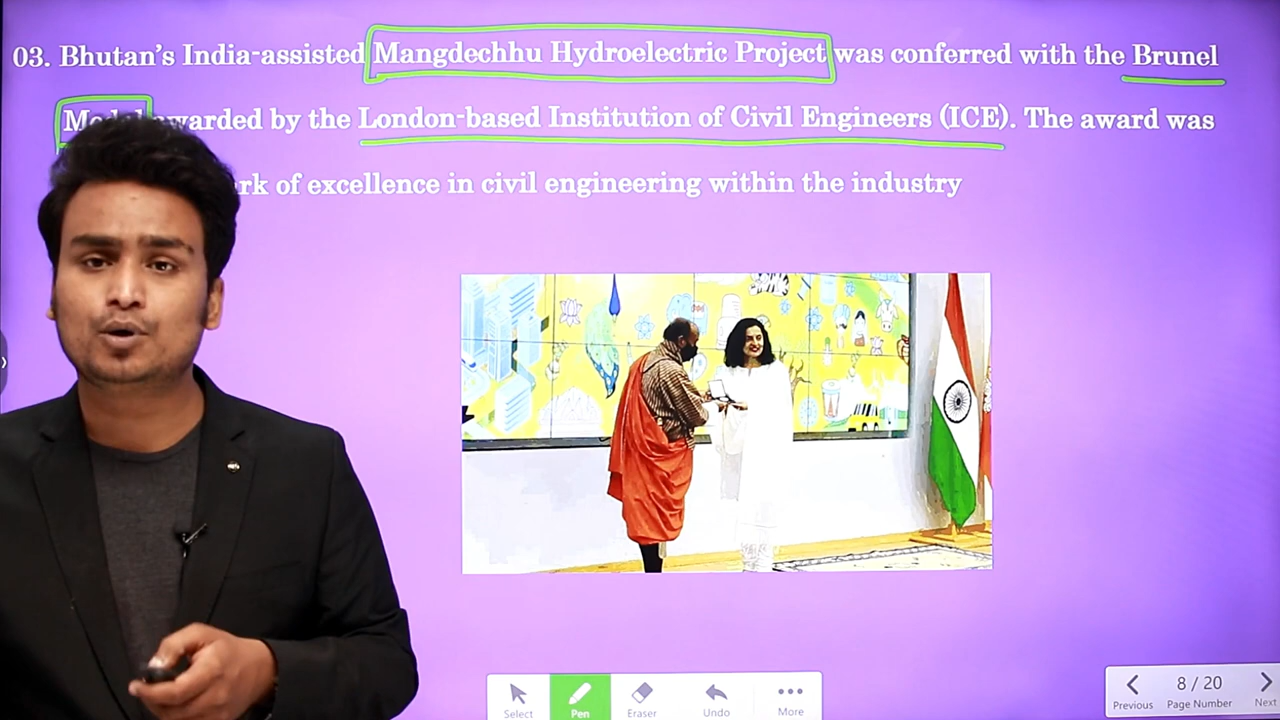 03. Bhutan's India-assisted Mangdechhu Hydroelectric Project was conferred with the Brunel
awarded by the London-based Institution of Civil Engineers (ICE). The award was
of excellence in civil engineering within the industry
Select Pen Eraser Undo More
8 / 20
Previous Page Number Next